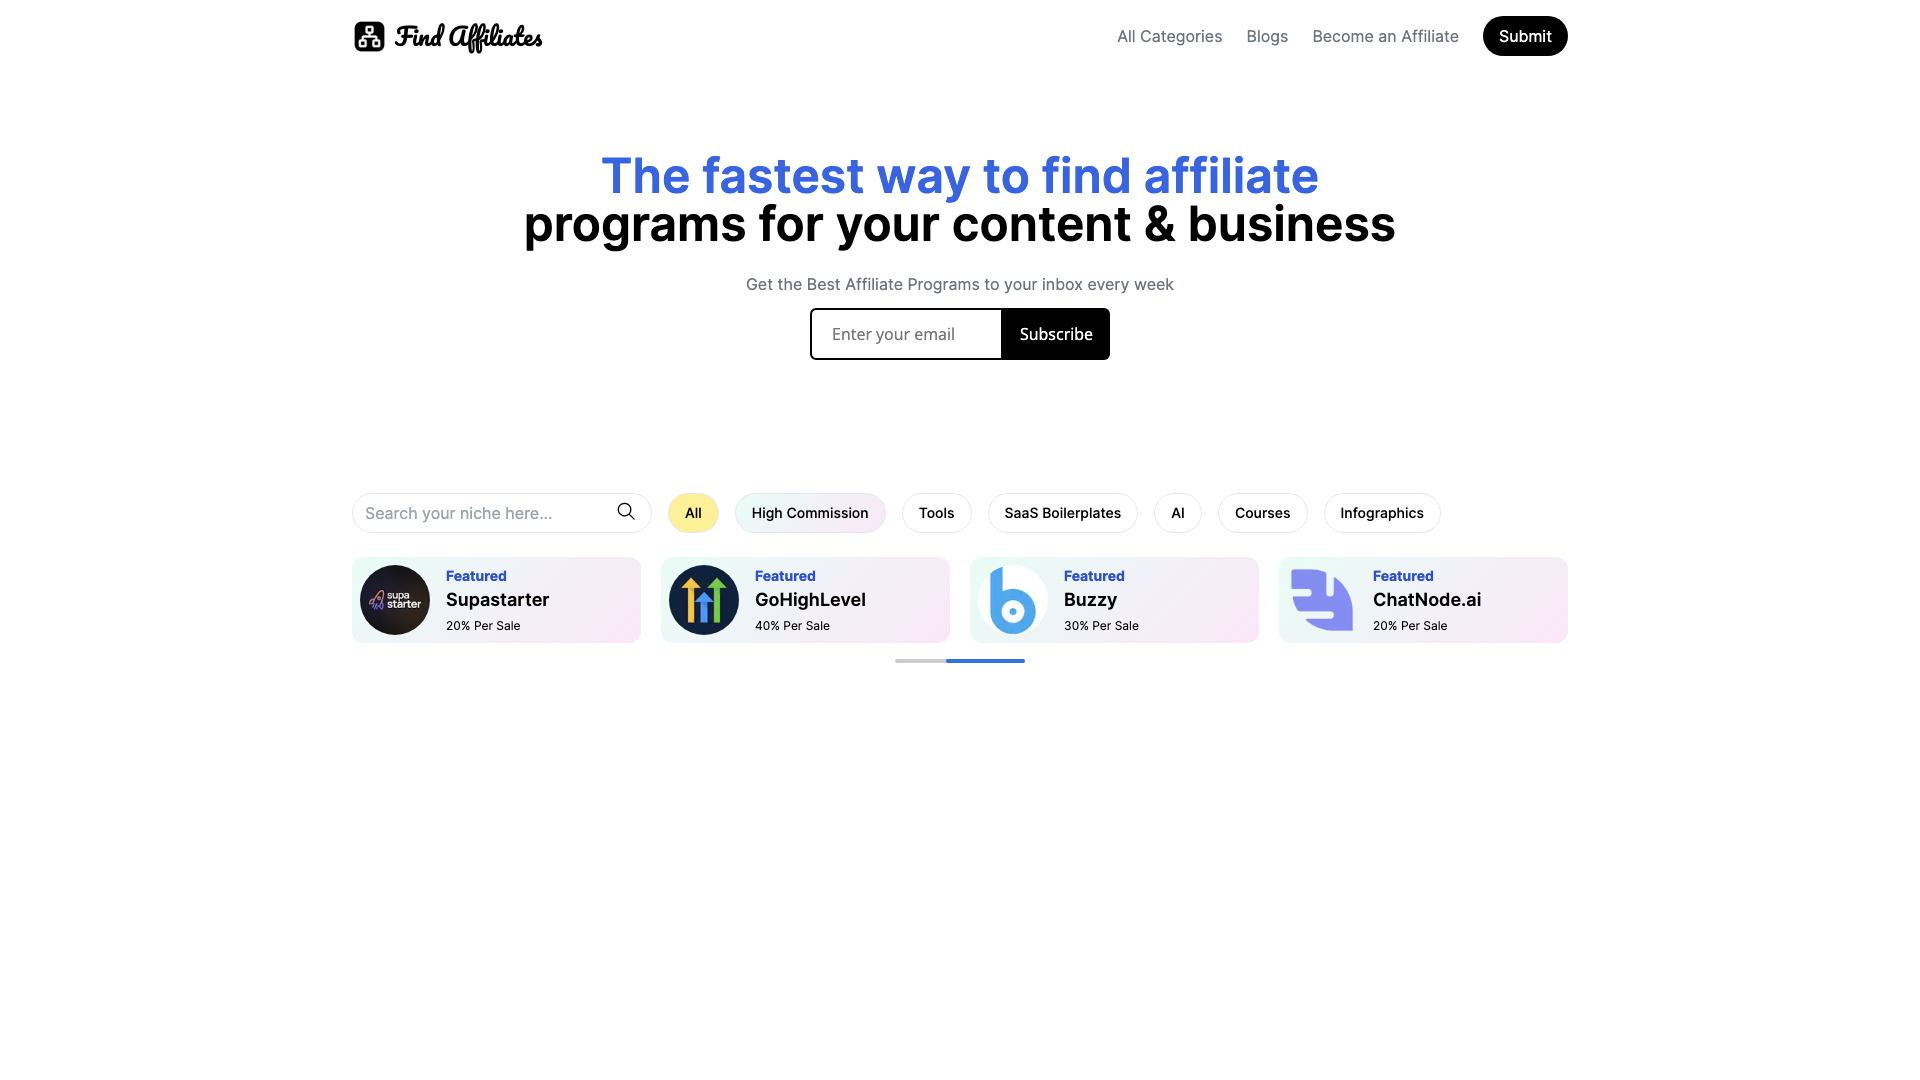 Find Affiliates
All Categories
Blogs
Become an Affiliate
Submit
The fastest way to find affiliate
programs for your content & business
Get the Best Affiliate Programs to your inbox every week
Enter your email
Subscribe
Search your niche here...
All
High Commission
Tools
SaaS Boilerplates
AI
Courses
Infographics
supa
starter
Featured
Supastarter
20% Per Sale
Featured
GoHighLevel
40% Per Sale
Featured
Buzzy
30% Per Sale
Featured
ChatNode.ai
20% Per Sale